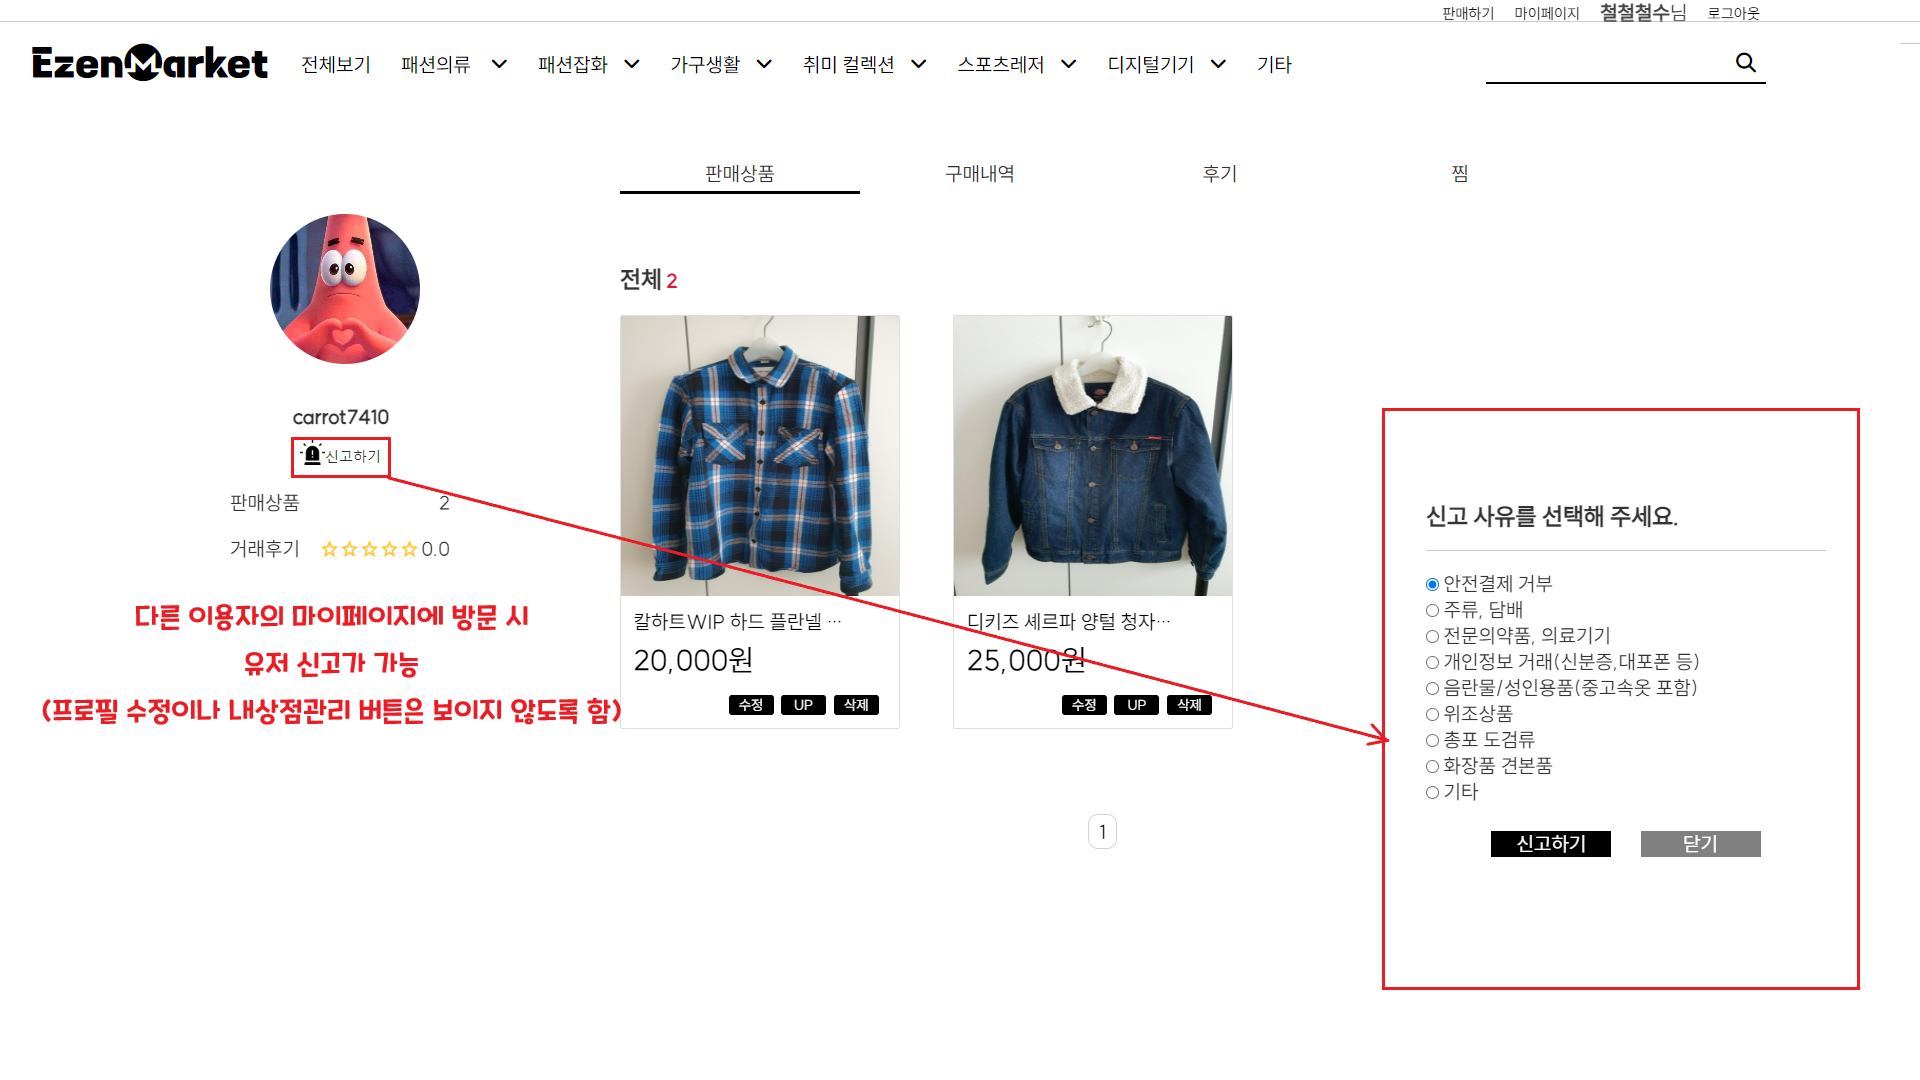 판매하기 마이페이지 철철철수님 로그아웃
EzenMarket 전체보기 패션의류 패션잡화 가구생활 취미 컬렉션 스포츠레저 디지털기기 기타
판매상품 구매내역 후기 찜
carrot7410
신고하기
판매상품 2
거래후기 ☆☆☆☆☆0.0
다른 이용자의 마이페이지에 방문 시
유저 신고가 가능
(프로필 수정이나 내상점관리 버튼은 보이지 않도록 함)
전체 2
칼하트WIP 하드 플란넬 ...
20,000원
수정 UP 삭제
디키즈 셰르파 양털 청자...
25,000원
수정 UP 삭제
1
신고 사유를 선택해 주세요.
안전결제 거부
주류, 담배
전문의약품, 의료기기
개인정보 거래(신분증,대포폰 등)
음란물/성인용품(중고속옷 포함)
위조상품
총포 도검류
화장품 견본품
기타
신고하기 닫기